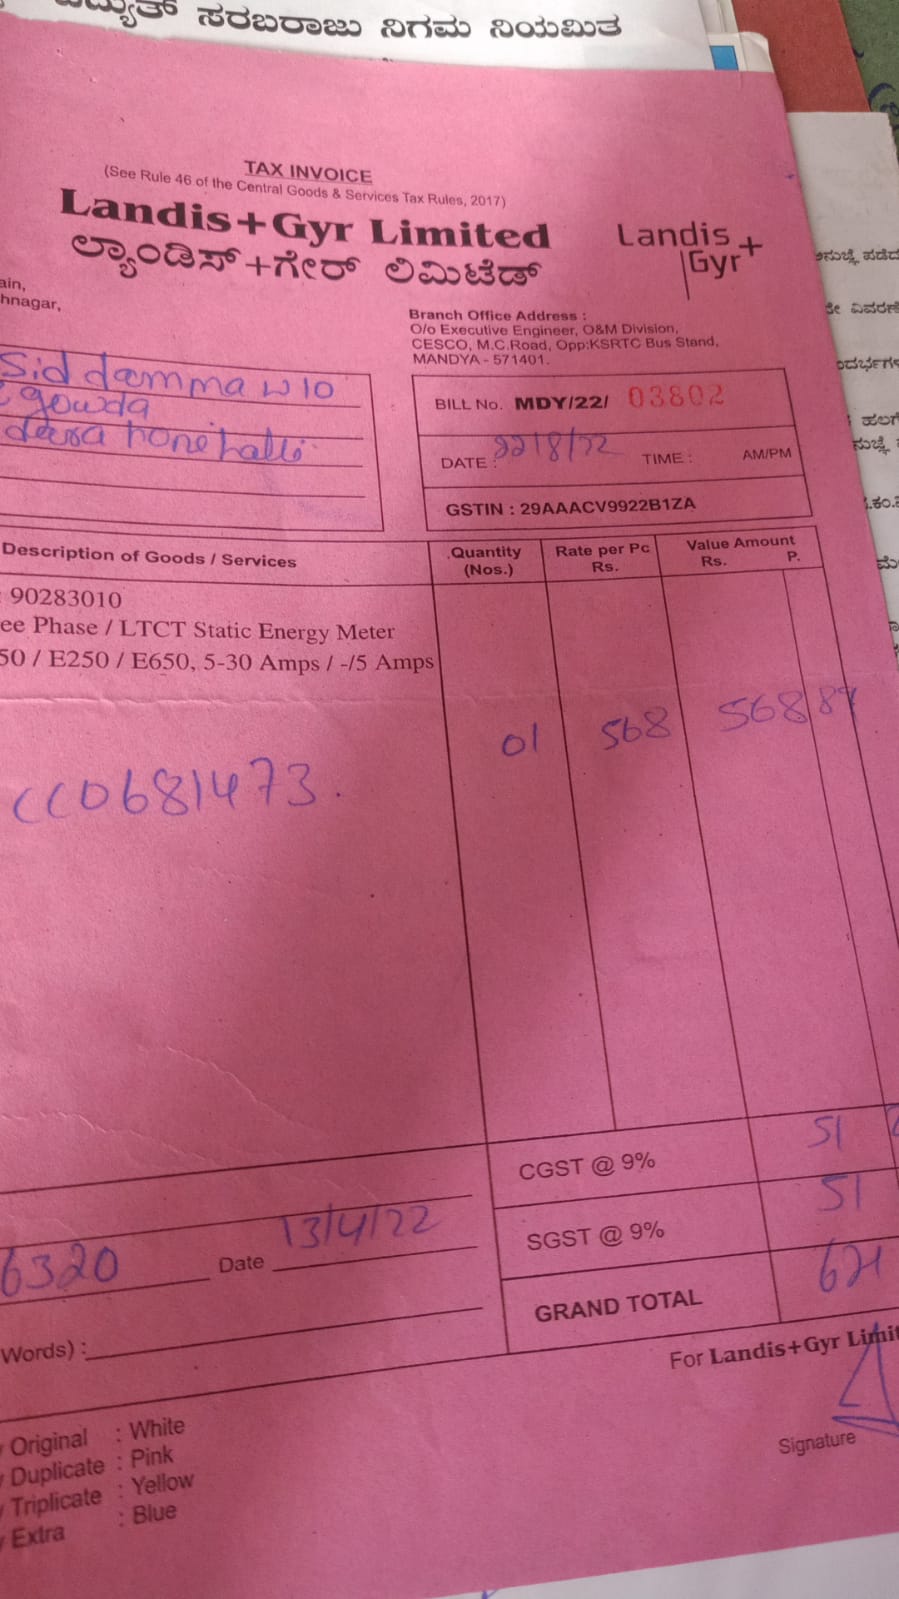 ವಿದ್ಯುತ್ ಸರಬರಾಜು ನಿಗಮ ನಿಯಮಿತ
TAX INVOICE
(See Rule 46 of the Central Goods & Services Tax Rules, 2017)
Landis+Gyr Limited
ಲ್ಯಾಂಡಿಸ್+ಗೇರ್ ಲಿಮಿಟೆಡ್
Landis
Gyr+
ain,
hnagar,
Branch Office Address :
O/o Executive Engineer, O&M Division,
CESCO, M.C.Road, Opp:KSRTC Bus Stand,
MANDYA - 571401.
Siddamma W/O
gowda
BILL No. MDY/22/ 03802
DATE : 22/8/22 TIME : AM/PM
GSTIN : 29AAACV9922B1ZA
Description of Goods / Services Quantity (Nos.) Rate per Pc Rs. Value Amount Rs. P.
: 90283010
ee Phase / LTCT Static Energy Meter
50 / E250 / E650, 5-30 Amps / -/5 Amps
01 568 568
CC0681473.
CGST @ 9% 51
SGST @ 9% 51
6320 Date 13/4/22
GRAND TOTAL 671
Words) :
For Landis+Gyr Limit
Original : White
Duplicate : Pink
Triplicate : Yellow
Extra : Blue
Signature